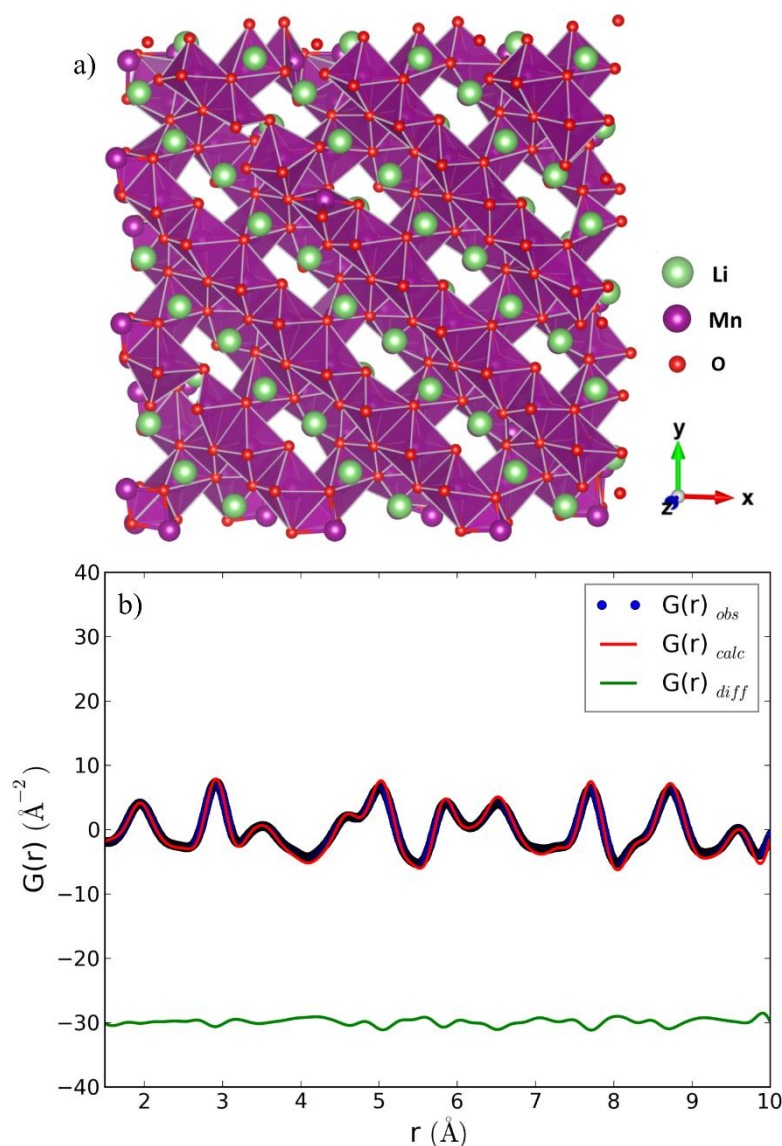 a)
Li
Mn
O
y
z
x
b)
G(r) obs
G(r) calc
G(r) diff
40
30
20
10
0
−10
−20
−30
−40
G(r) (Å⁻²)
2 3 4 5 6 7 8 9 10
r (Å)